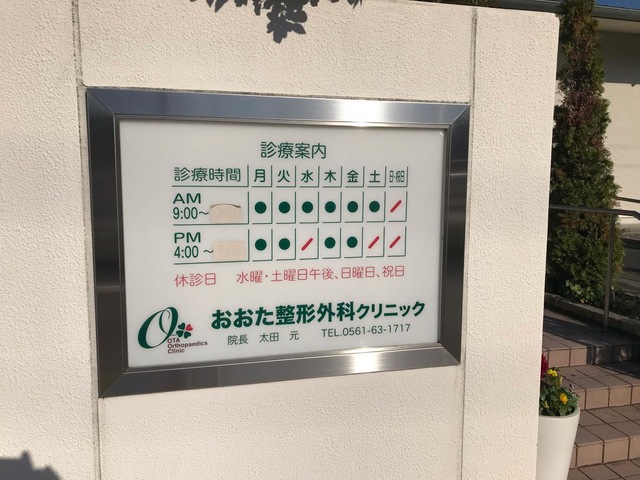 診療案内
診療時間 月 火 水 木 金 土 日・祝日
AM
9:00～ ● ● ● ● ● ● /
PM
4:00～ ● ● / ● ● / /
休診日 水曜・土曜日午後、日曜日、祝日
おおた整形外科クリニック
OTA
Orthopaedics
Clinic
院長 太田 元 TEL.0561-63-1717